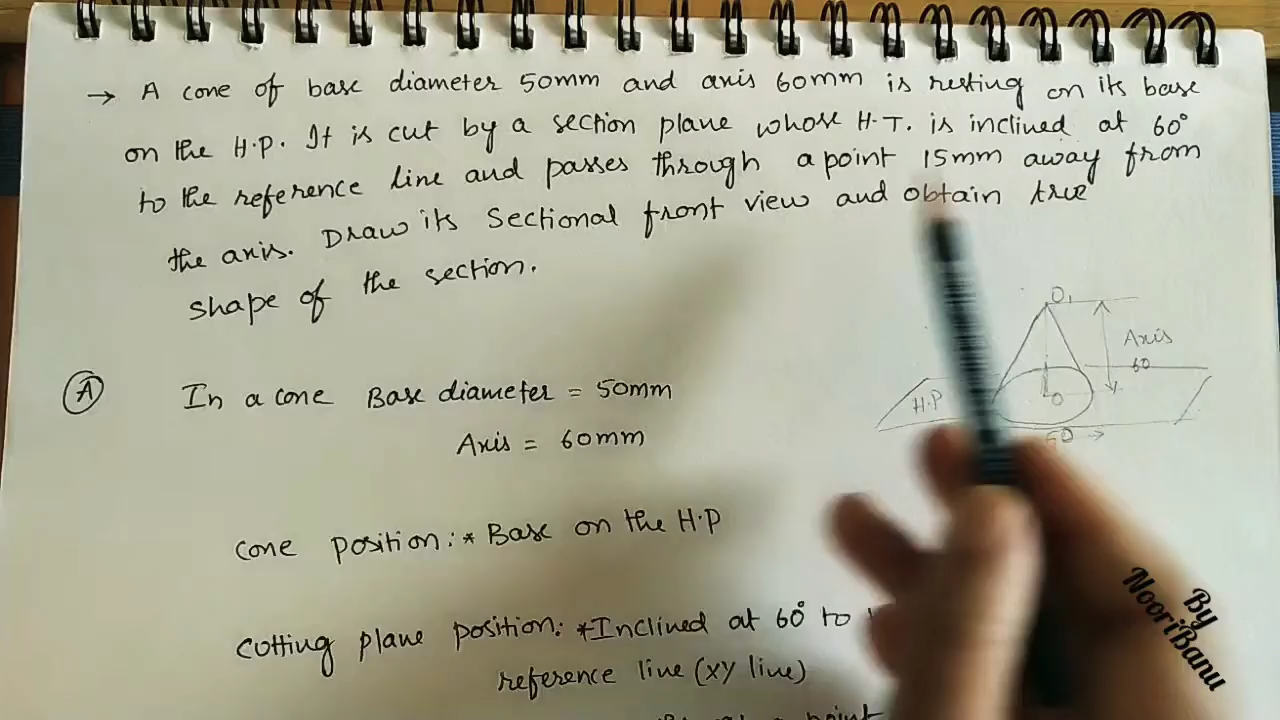 → A cone of base diameter 50mm and axis 60mm is resting on its base
on the H.P. It is cut by a section plane whose H.T. is inclined at 60°
to the reference line and passes through a point 15mm away from
the axis. Draw its sectional front view and obtain true
shape of the section.
O₁
Axis
60
H.P
O
50
A In a cone Base diameter = 50mm
Axis = 60mm
Cone position: * Base on the H.P
Cutting plane position: * Inclined at 60° to
reference line (xy line)
a point
By
NooriBanu